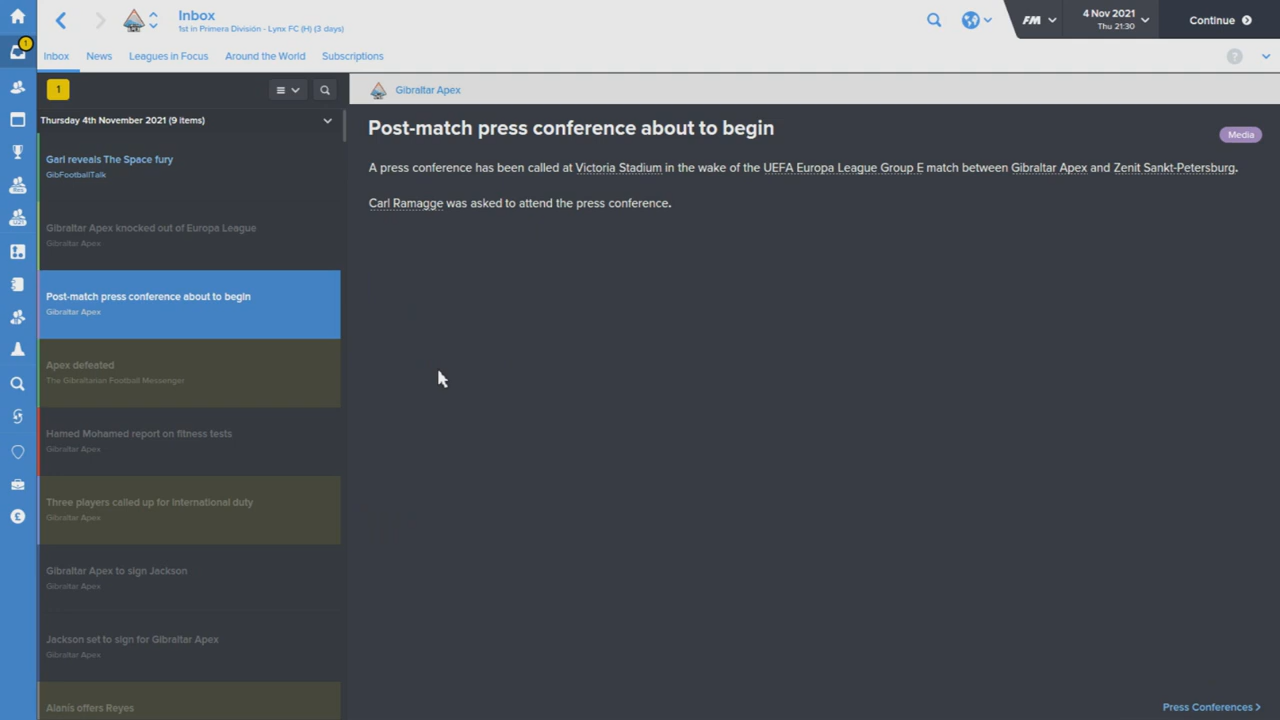 Inbox
1st in Primera División - Lynx FC (H) (3 days)
FM
4 Nov 2021
Thu 21:30
Continue
1
Inbox
News
Leagues in Focus
Around the World
Subscriptions
?
1
Gibraltar Apex
Thursday 4th November 2021 (9 items)
Garl reveals The Space fury
GibFootballTalk
Gibraltar Apex knocked out of Europa League
Gibraltar Apex
Post-match press conference about to begin
Gibraltar Apex
Apex defeated
The Gibraltarian Football Messenger
Hamed Mohamed report on fitness tests
Gibraltar Apex
Three players called up for international duty
Gibraltar Apex
Gibraltar Apex to sign Jackson
Gibraltar Apex
Jackson set to sign for Gibraltar Apex
Gibraltar Apex
Alanís offers Reyes
Post-match press conference about to begin
Media
A press conference has been called at Victoria Stadium in the wake of the UEFA Europa League Group E match between Gibraltar Apex and Zenit Sankt-Petersburg.
Carl Ramagge was asked to attend the press conference.
Press Conferences >